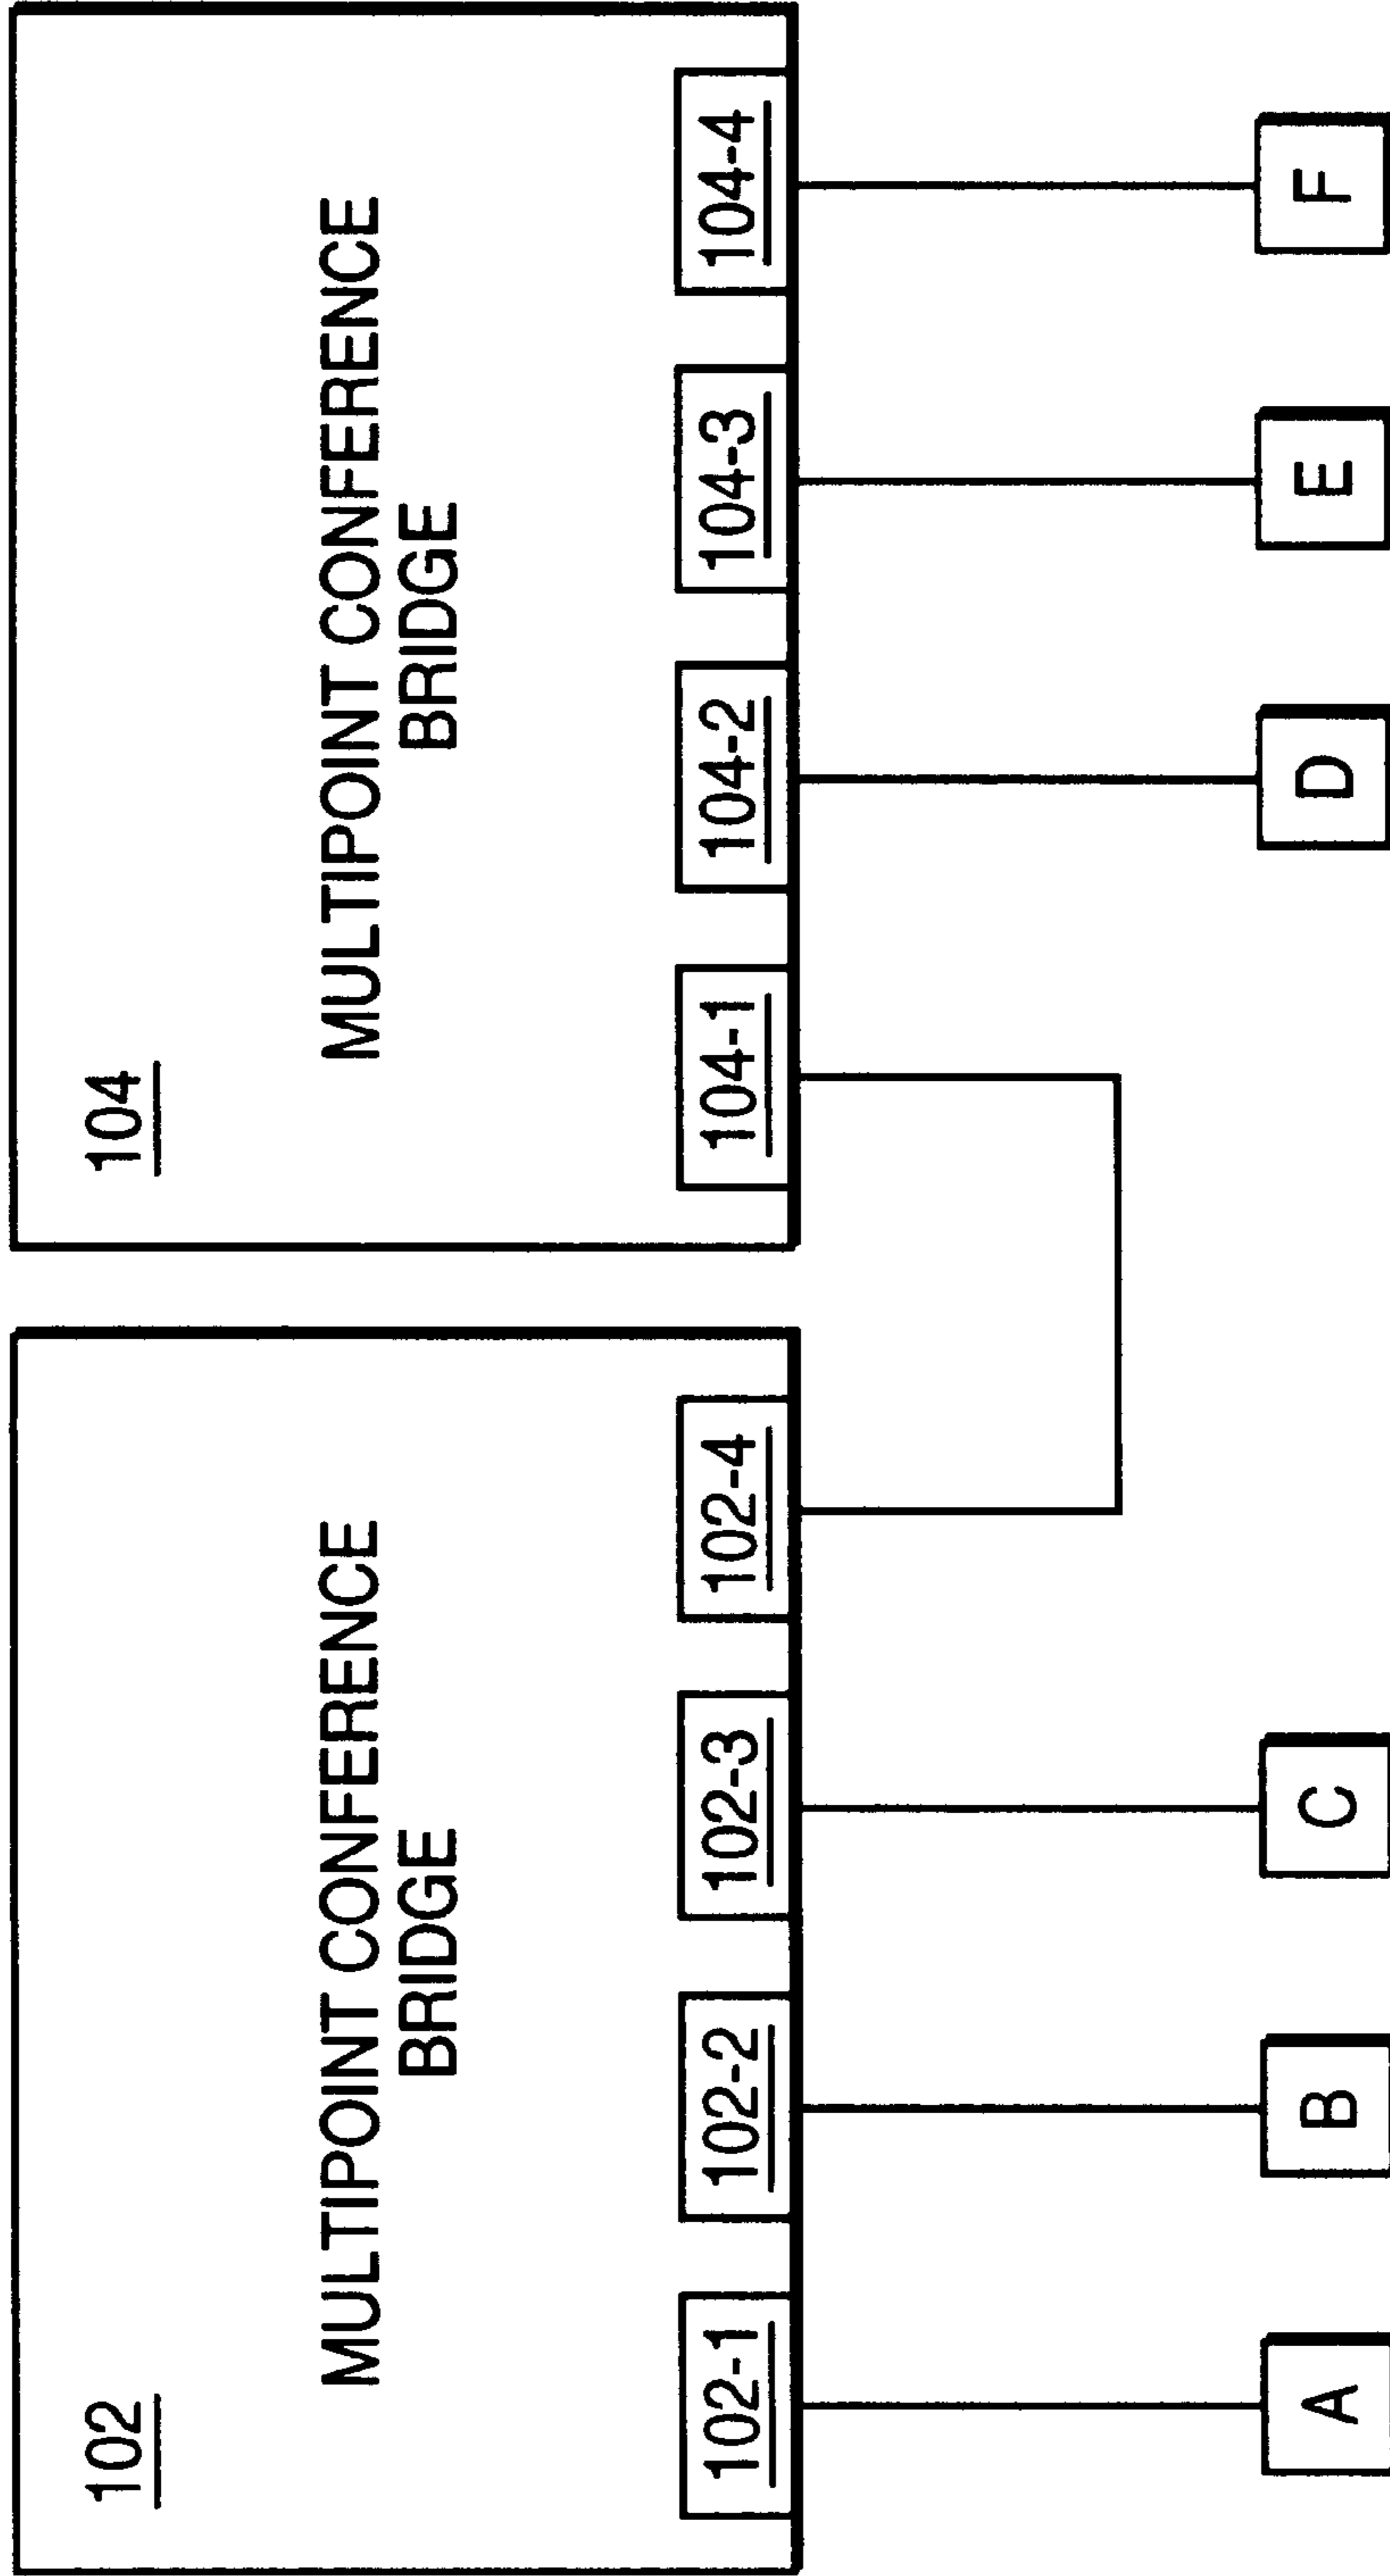 102
MULTIPOINT CONFERENCE
BRIDGE
102-1
102-2
102-3
102-4
A
B
C
104
MULTIPOINT CONFERENCE
BRIDGE
104-1
104-2
104-3
104-4
D
E
F